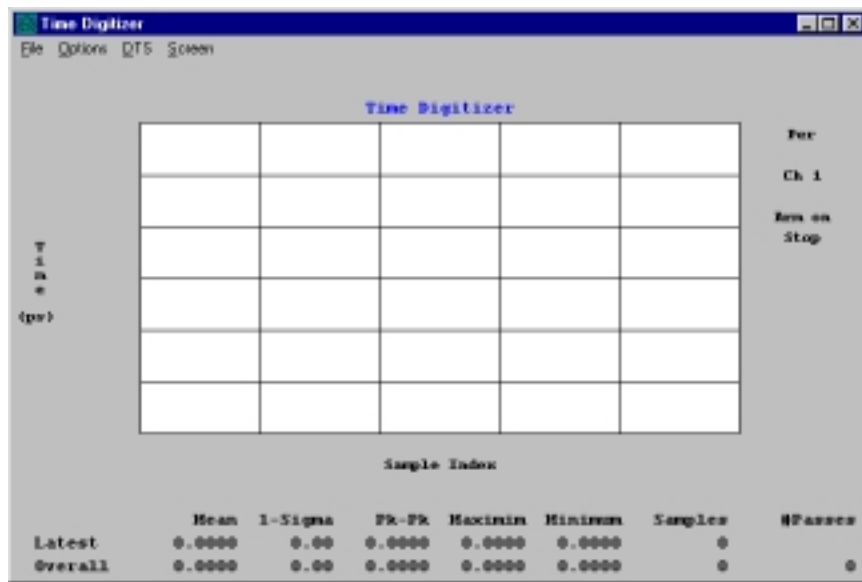 Time Digitizer
File Options DTS Screen
Time Digitizer
Per
Ch 1
Arm on
Stop
Time
(ps)
Sample Index
Mean 1-Sigma Pk-Pk Maximim Minimum Samples #Passes
Latest 0.0000 0.00 0.0000 0.0000 0.0000 0
Overall 0.0000 0.00 0.0000 0.0000 0.0000 0 0